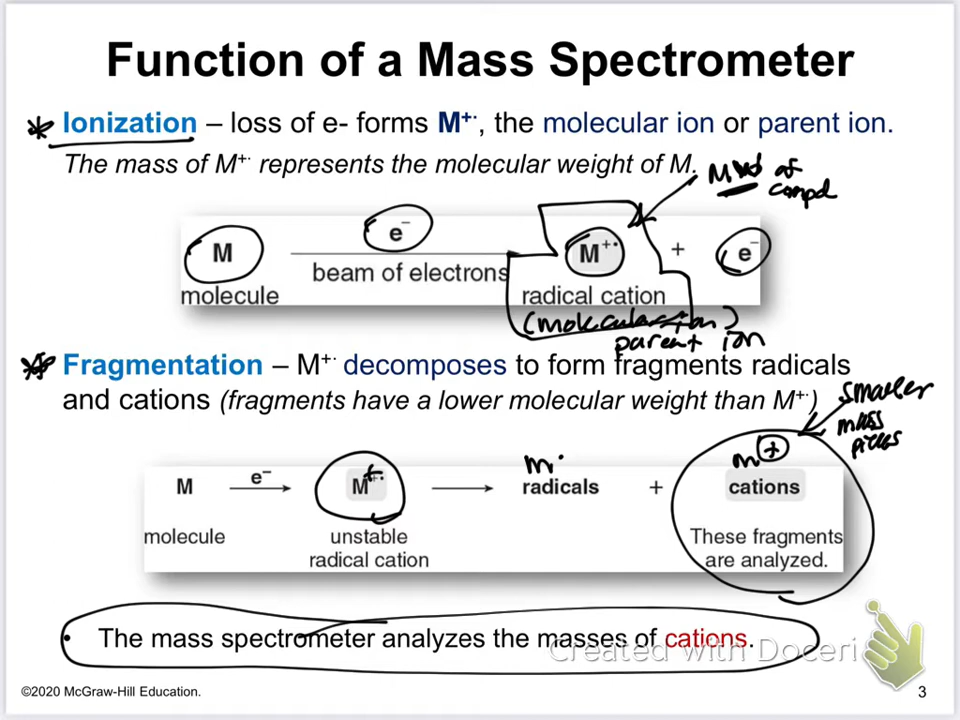 Function of a Mass Spectrometer
* Ionization – loss of e- forms M⁺·, the molecular ion or parent ion.
The mass of M⁺· represents the molecular weight of M.
MW of
compd
M
e⁻
M⁺·
+
e⁻
beam of electrons
molecule
radical cation
(molecular ion)
parent ion
* Fragmentation – M⁺· decomposes to form fragments radicals
and cations (fragments have a lower molecular weight than M⁺·)
smaller
mass
pieces
m·
m⁺
M
e⁻
M⁺·
radicals
+
cations
molecule
unstable
radical cation
These fragments
are analyzed.
• The mass spectrometer analyzes the masses of cations.
Created with Doceri
©2020 McGraw-Hill Education.
3